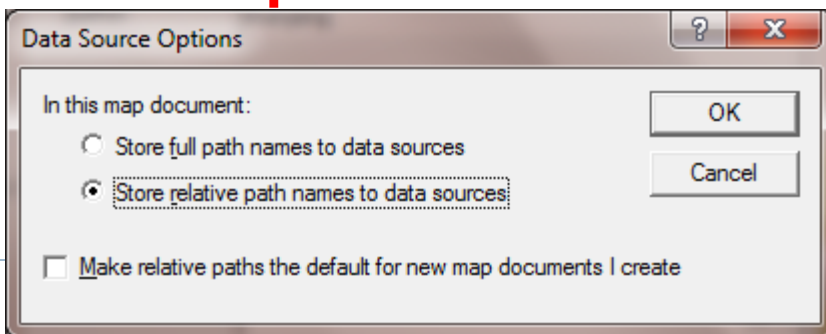 Data Source Options
In this map document:
Store full path names to data sources
Store relative path names to data sources
Make relative paths the default for new map documents I create
OK
Cancel